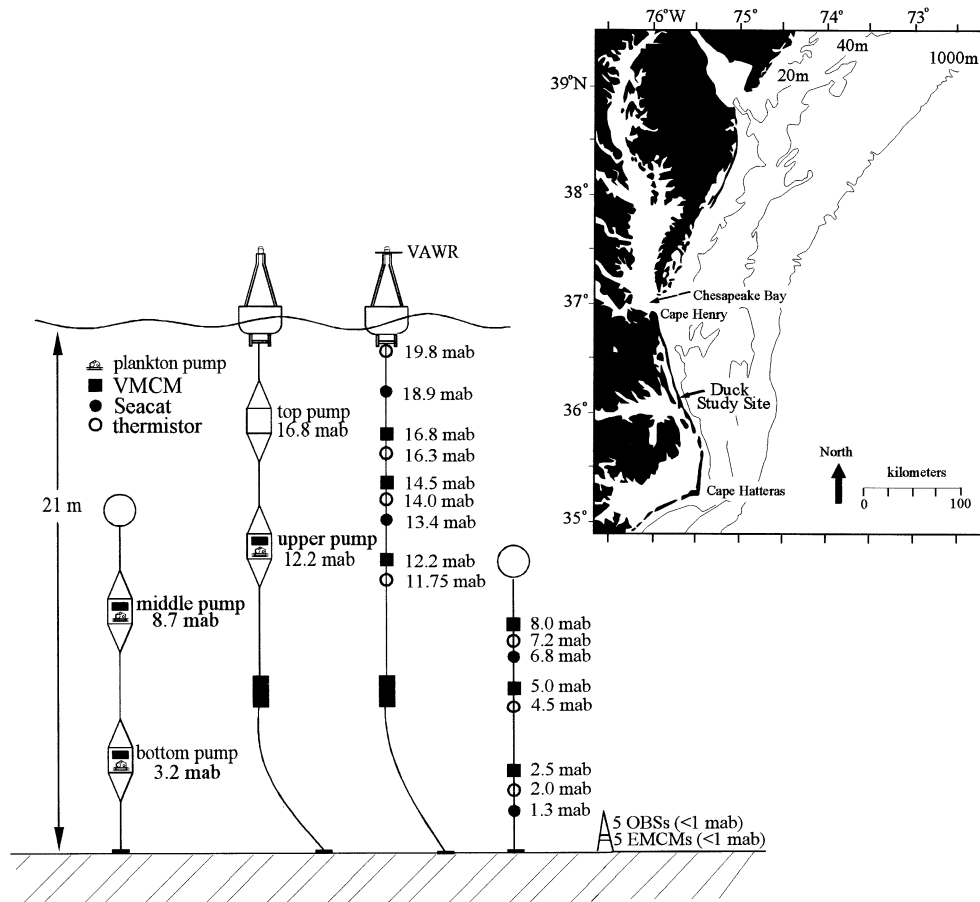 76°W 75° 74° 73°
40m
20m
1000m
39°N
38°
37°
36°
35°
Chesapeake Bay
Cape Henry
Duck
Study Site
Cape Hatteras
North
kilometers
0 100
VAWR
plankton pump
VMCM
Seacat
thermistor
21 m
top pump
16.8 mab
upper pump
12.2 mab
middle pump
8.7 mab
bottom pump
3.2 mab
19.8 mab
18.9 mab
16.8 mab
16.3 mab
14.5 mab
14.0 mab
13.4 mab
12.2 mab
11.75 mab
8.0 mab
7.2 mab
6.8 mab
5.0 mab
4.5 mab
2.5 mab
2.0 mab
1.3 mab
5 OBSs (<1 mab)
5 EMCMs (<1 mab)